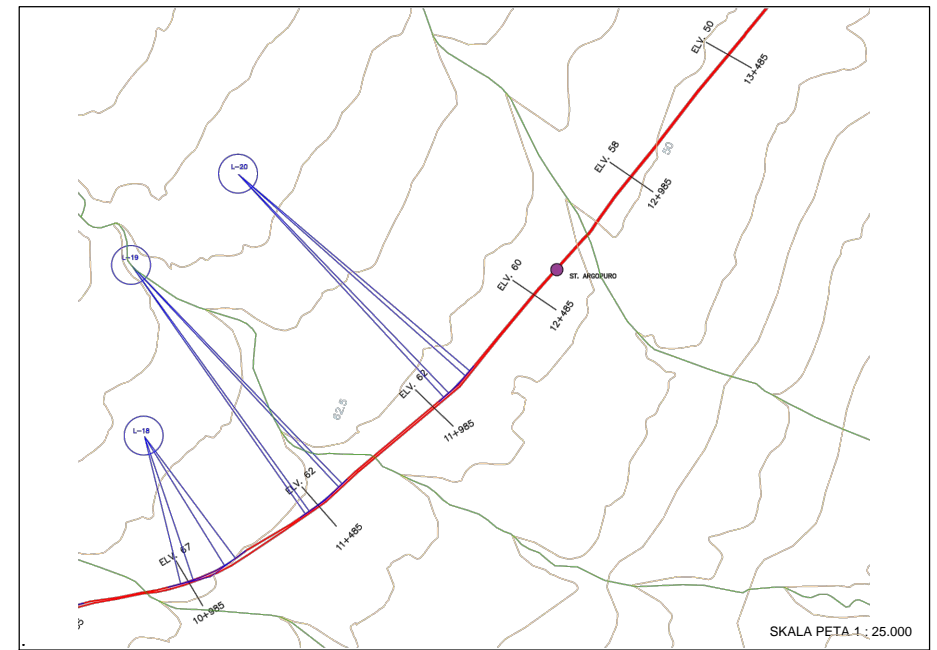 ELV. 50
13+485
50
ELV. 58
12+985
L-20
L-19
ELV. 60
ST. ARGOPURO
12+485
ELV. 62
62.5
11+985
L-18
ELV. 62
11+485
ELV. 67
10+985
SKALA PETA 1 : 25.000